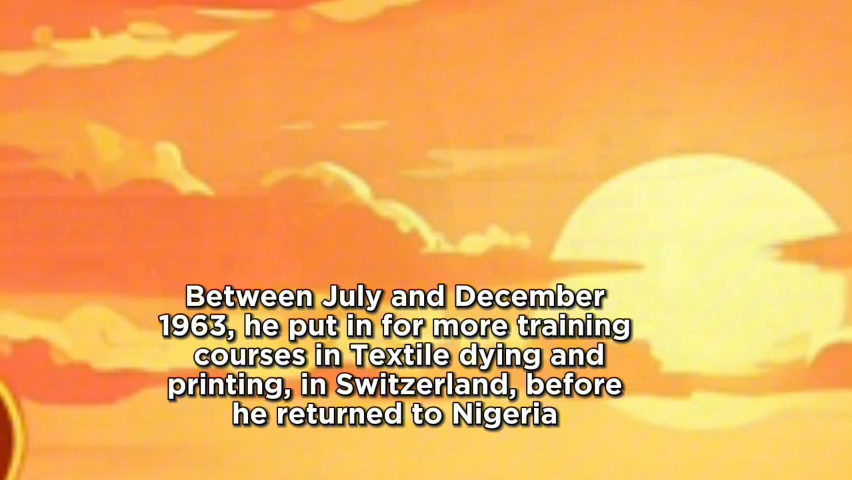 Between July and December
1963, he put in for more training
courses in Textile dying and
printing, in Switzerland, before
he returned to Nigeria